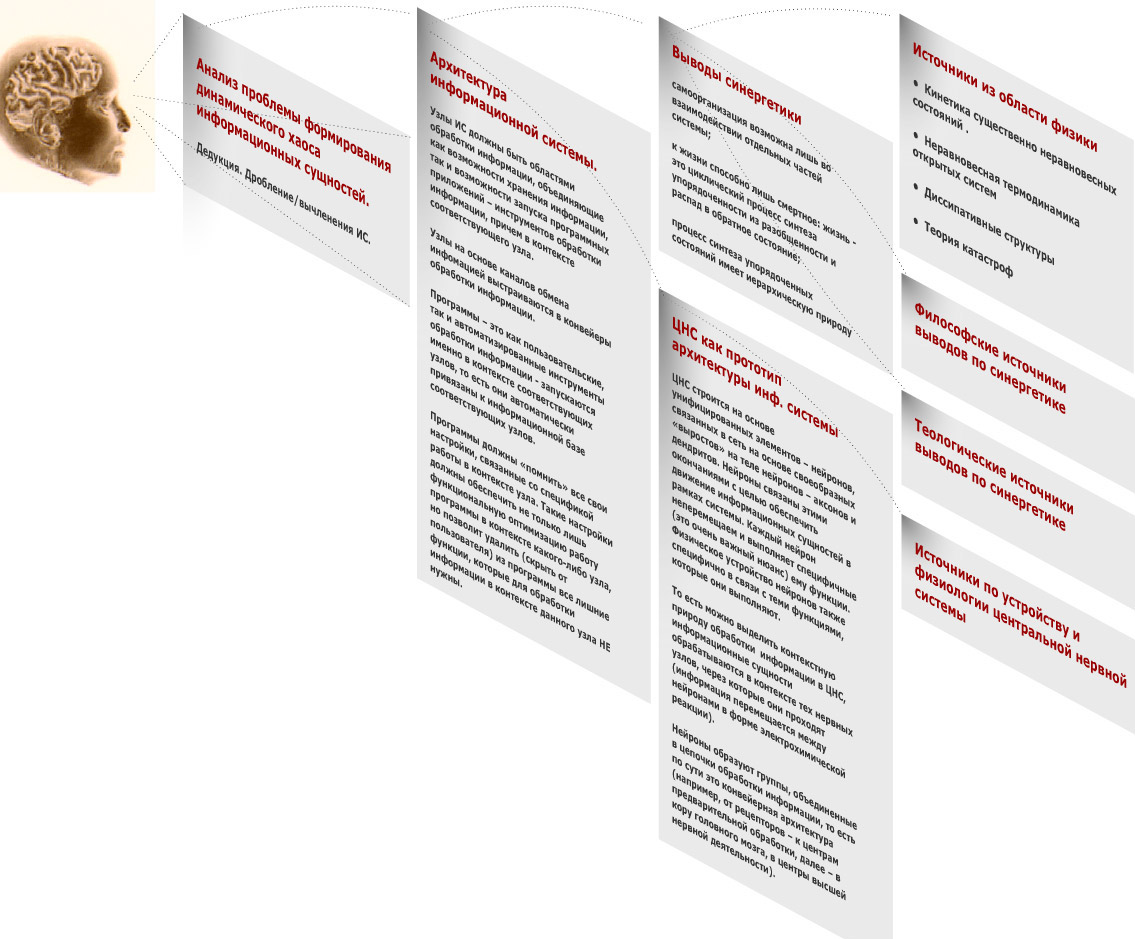 Анализ проблемы формирования
динамического хаоса
информационных сущностей.
Дедукция. Дробление/вычленения ИС.
Архитектура
информационной системы.
Узлы ИС должны быть областями
обработки информации, объединяющие
как возможности хранения информации,
так и возможности запуска программных
приложений – инструментов обработки
информации, причем в контексте
соответствующего узла.
Узлы на основе каналов обмена
инфомацией выстраиваются в конвейеры
обработки информации.
Программы – это как пользовательские,
так и автоматизированные инструменты
обработки информации - запускаются
именно в контексте соответствующих
узлов, то есть они автоматически
привязаны к информационной базе
соответствующих узлов.
Программы должны «помнить» все свои
настройки, связанные со спецификой
работы в контексте узла. Такие настройки
должны обеспечить не только лишь
функциональную оптимизацию работу
программы в контексте какого-либо узла,
но позволит удалить (скрыть от
пользователя) из программы все лишние
функции, которые для обработки
информации в контексте данного узла НЕ
нужны.
Выводы синергетики
самоорганизация возможна лишь во
взаимодействии отдельных частей
системы;
к жизни способно лишь смертное: жизнь -
это циклический процесс синтеза
упорядоченности из разобщенности и
распад в обратное состояние;
процесс синтеза упорядоченных
состояний имеет иерархическую природу
ЦНС как прототип
архитектуры инф. системы
ЦНС строится на основе
унифицированных элементов – нейронов,
связанных в сеть на основе своеобразных
«выростов» на теле нейронов – аксонов и
дендритов. Нейроны связаны этими
окончаниями с целью обеспечить
движение информационных сущностей в
рамках системы. Каждый нейрон
неперемещаем и выполняет специфичные
(это очень важный нюанс) ему функции.
Физическое устройство нейронов также
специфично в связи с теми функциями,
которые они выполняют.
То есть можно выделить контекстную
природу обработки информации в ЦНС,
информационные сущности
обрабатываются в контексте тех нервных
узлов, через которые они проходят
(информация перемещается между
нейронами в форме электрохимической
реакции).
Нейроны образуют группы, объединенные
в цепочки обработки информации, то есть
по сути это конвейерная архитектура
(например, от рецепторов – к центрам
предварительной обработки, далее – в
кору головного мозга, в центры высшей
нервной деятельности).
Источники из области физики
• Кинетика существенно неравновесных
состояний .
• Неравновесная термодинамика
открытых систем
• Диссипативные структуры
• Теория катастроф
Философские источники
выводов по синергетике
Теологические источники
выводов по синергетике
Источники по устройству и
физиологии центральной нервной
системы